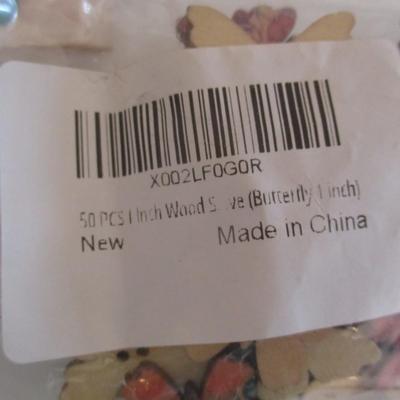 X002LF0G0R
50 PCS 1 Inch Wood (Butterfly 1 inch)
New Made in China